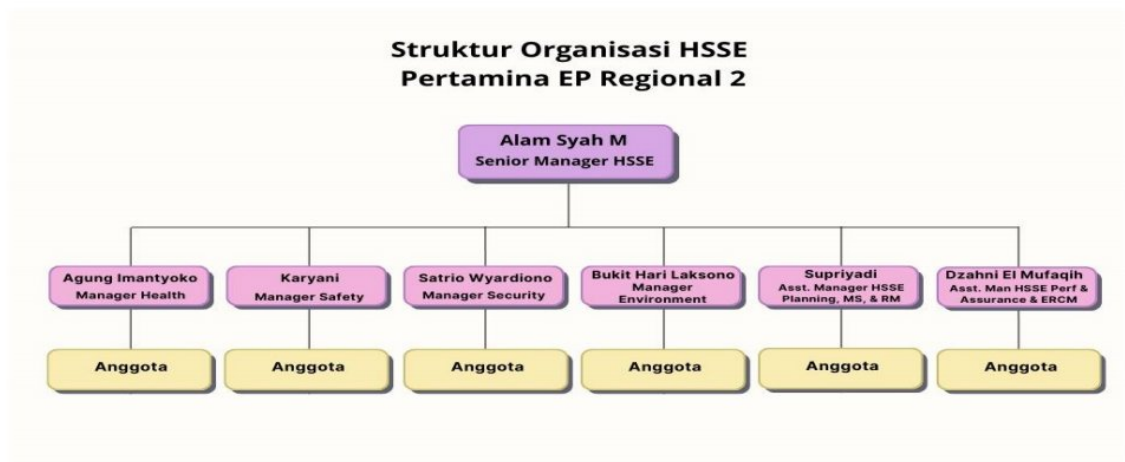 Struktur Organisasi HSSE
Pertamina EP Regional 2
Alam Syah M
Senior Manager HSSE
Agung Imantyoko
Manager Health
Karyani
Manager Safety
Satrio Wyardiono
Manager Security
Bukit Hari Laksono
Manager
Environment
Supriyadi
Asst. Manager HSSE
Planning, MS, & RM
Dzahni El Mufaqih
Asst. Man HSSE Perf &
Assurance & ERCM
Anggota
Anggota
Anggota
Anggota
Anggota
Anggota